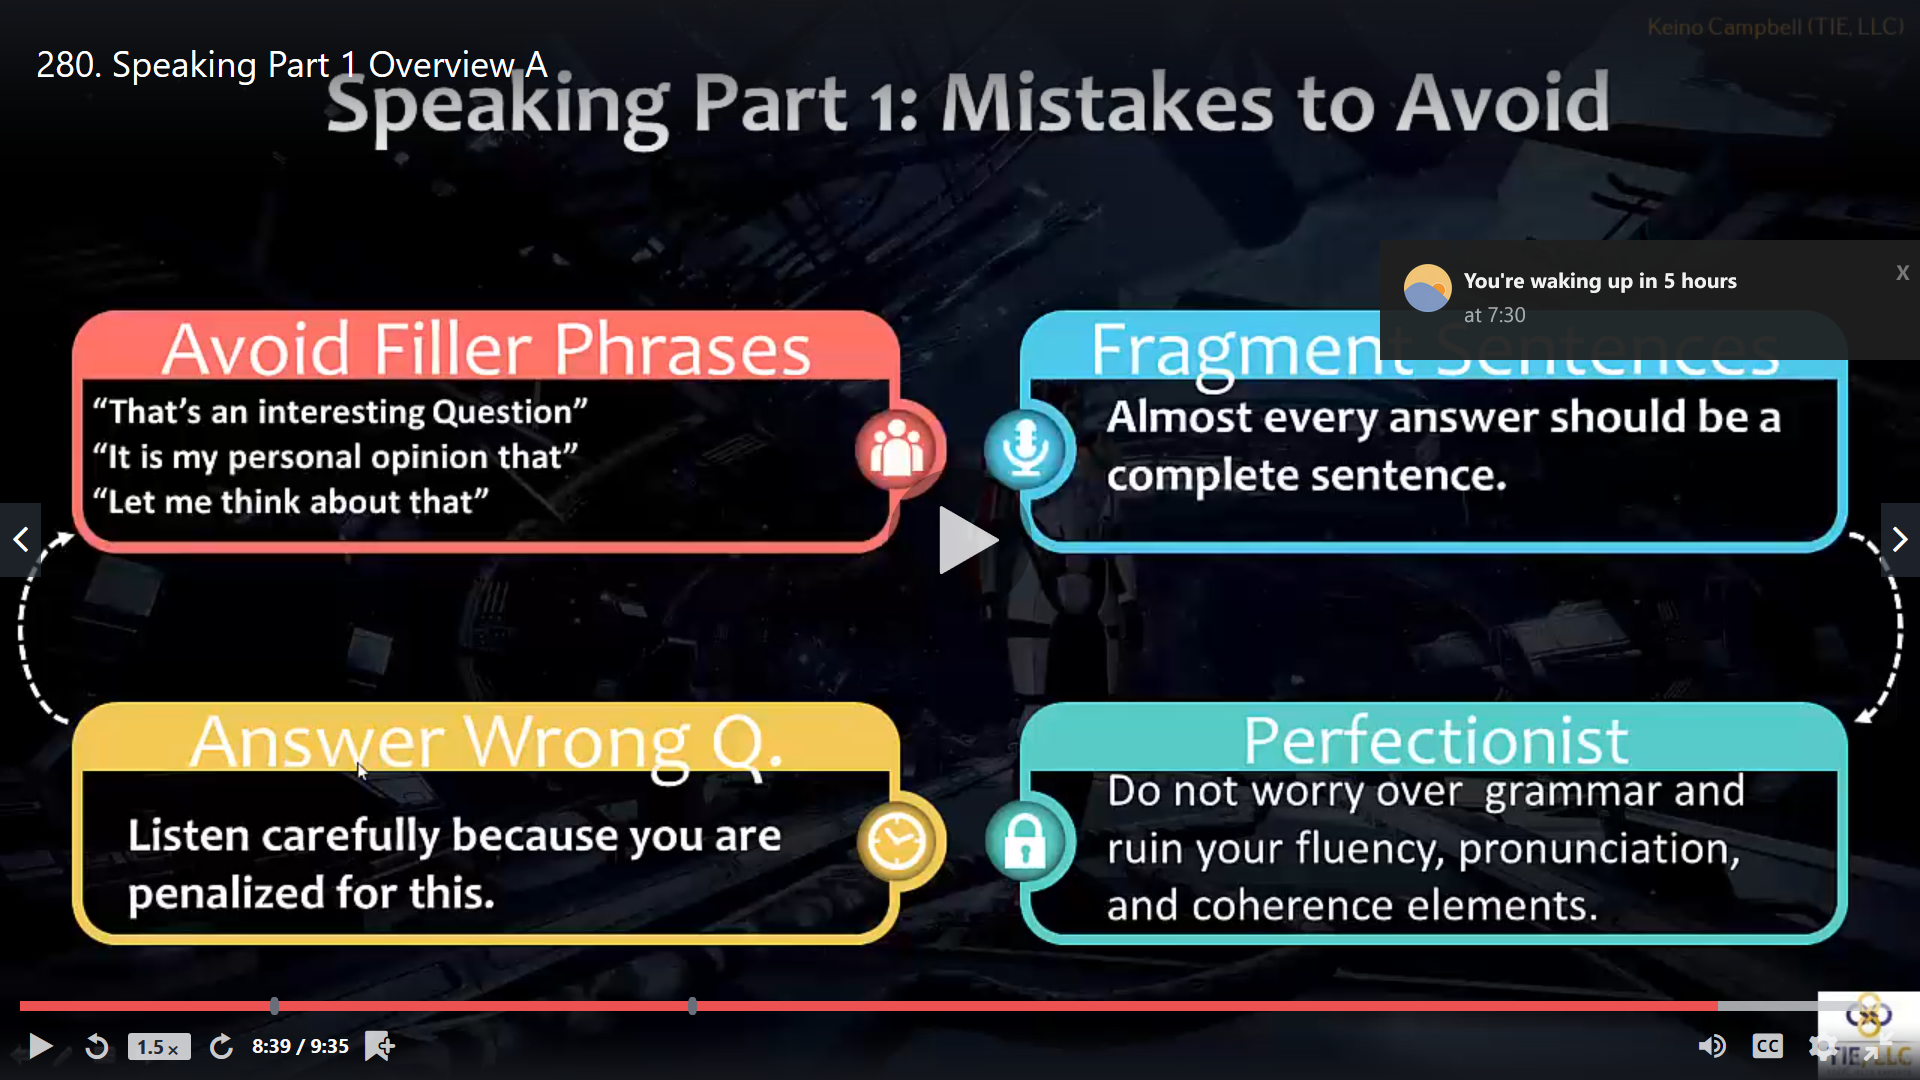 Keino Campbell (TIE, LLC)
280. Speaking Part 1 Overview A
Speaking Part 1: Mistakes to Avoid
You're waking up in 5 hours
X
at 7:30
Avoid Filler Phrases
“That’s an interesting Question”
“It is my personal opinion that”
“Let me think about that”
Fragment Sentences
Almost every answer should be a
complete sentence.
Answer Wrong Q.
Listen carefully because you are
penalized for this.
Perfectionist
Do not worry over grammar and
ruin your fluency, pronunciation,
and coherence elements.
1.5×
8:39 / 9:35
CC
TIE, LLC